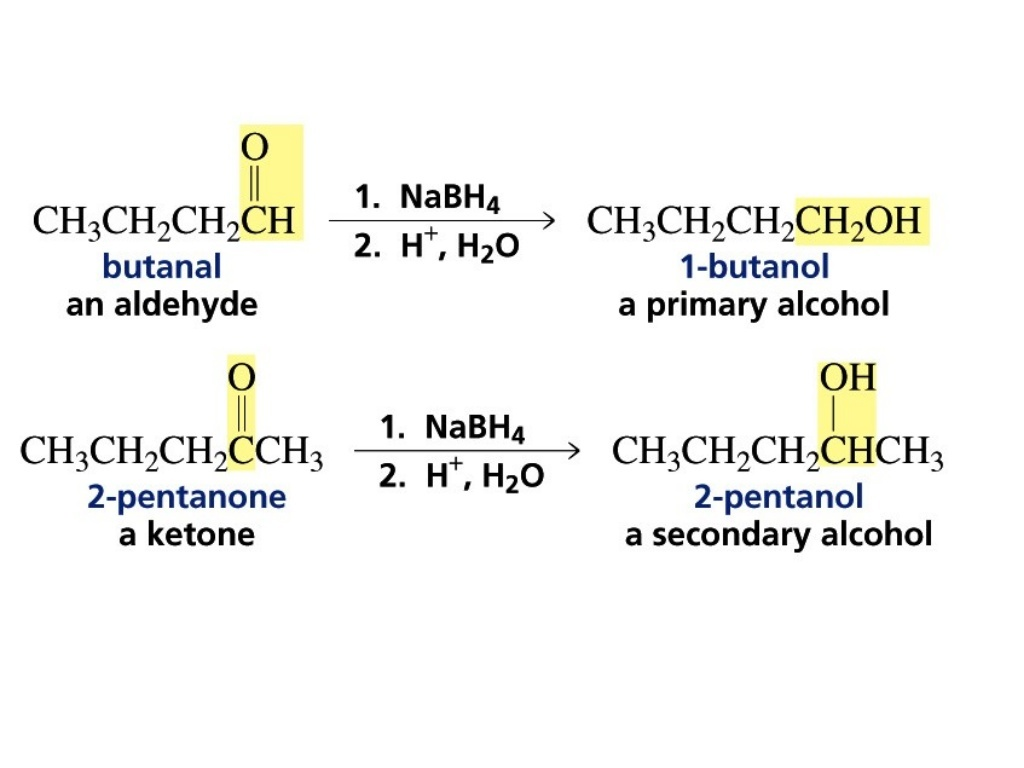 O
||
CH₃CH₂CH₂CH
1. NaBH₄
2. H⁺, H₂O
CH₃CH₂CH₂CH₂OH
butanal
an aldehyde
1-butanol
a primary alcohol
O
||
CH₃CH₂CH₂CCH₃
1. NaBH₄
2. H⁺, H₂O
OH
|
CH₃CH₂CH₂CHCH₃
2-pentanone
a ketone
2-pentanol
a secondary alcohol